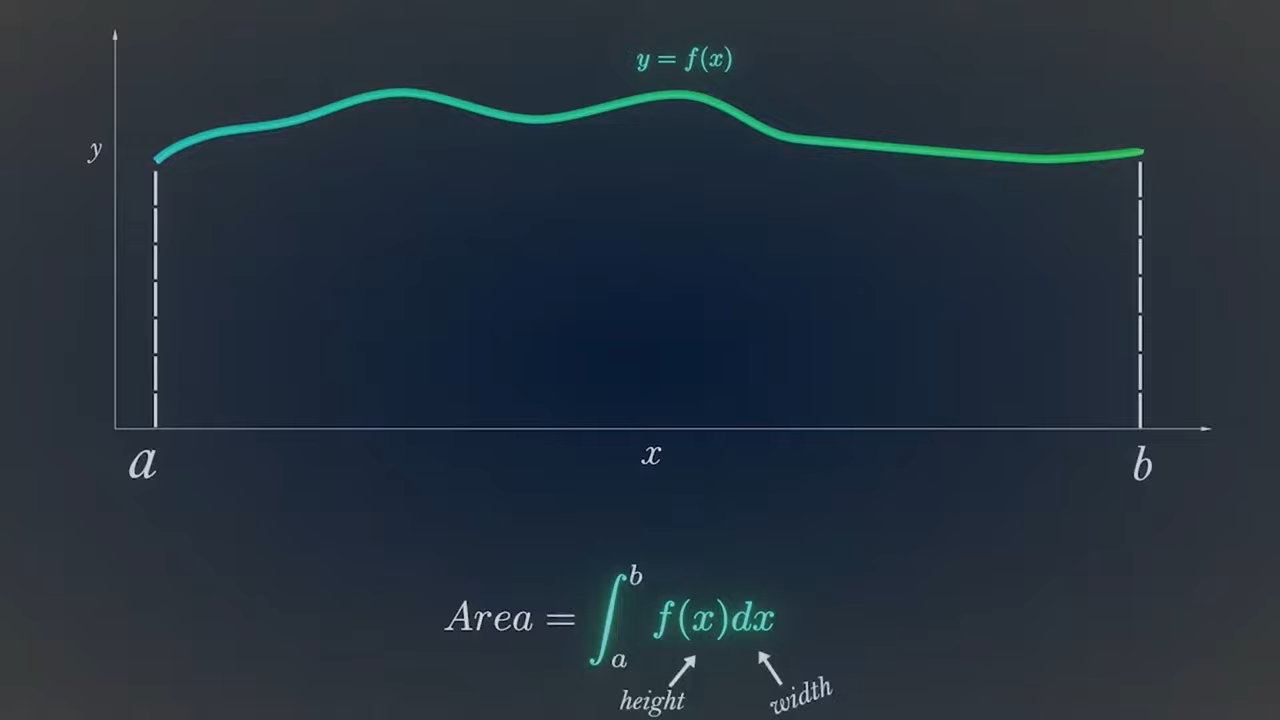 y = f(x)
y
a
x
b
Area = ∫_a^b f(x)dx
height
width